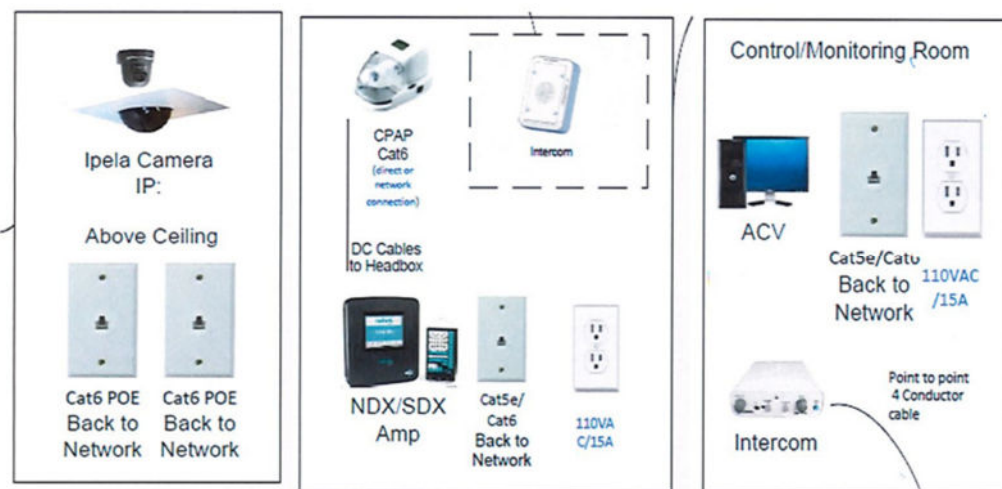 Ipela Camera
IP:
Above Ceiling
Cat6 POE
Back to
Network
Cat6 POE
Back to
Network
CPAP
Cat6
(direct or
network
connection)
Intercom
DC Cables
to Headbox
NDX/SDX
Amp
Cat5e/
Cat6
Back to
Network
110VA
C/15A
Control/Monitoring Room
ACV
Cat5e/Cat6
Back to
Network
110VAC
/15A
Intercom
Point to point
4 Conductor
cable